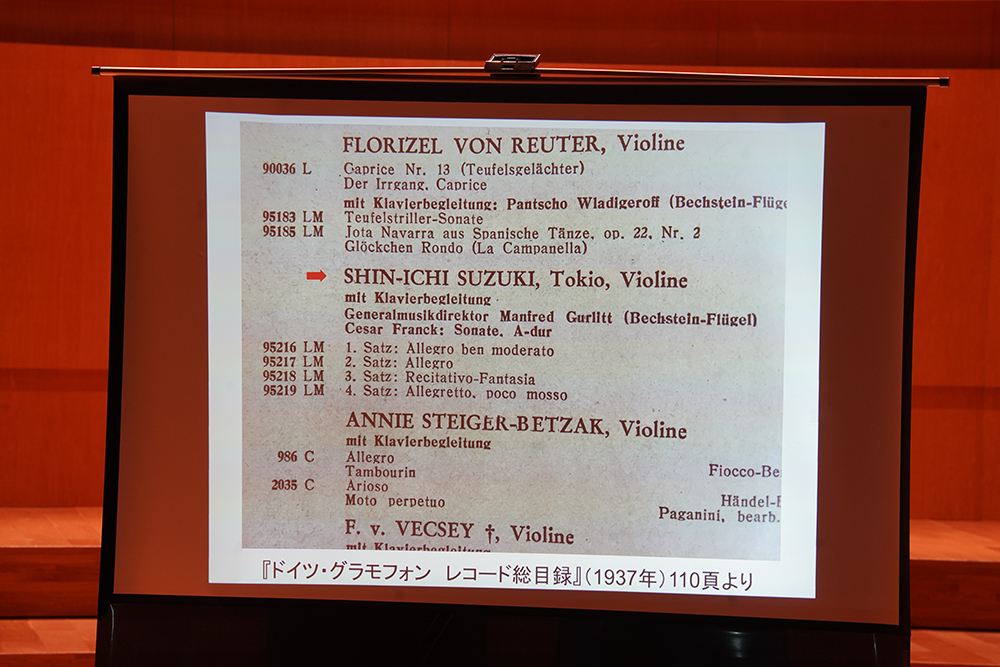 FLORIZEL VON REUTER, Violine
90036 L Caprice Nr. 13 (Teufelsgelächter)
Der Irrgang. Caprice
mit Klavierbegleitung: Pantscho Wladigeroff (Bechstein-Flüge
95183 LM Teufelstriller-Sonate
95185 LM Jota Navarra aus Spanische Tänze, op. 22, Nr. 2
Glöckchen Rondo (La Campanella)
SHIN-ICHI SUZUKI, Tokio, Violine
mit Klavierbegleitung
Generalmusikdirektor Manfred Gurlitt (Bechstein-Flügel)
Cesar Franck: Sonate, A-dur
95216 LM 1. Satz: Allegro ben moderato
95217 LM 2. Satz: Allegro
95218 LM 3. Satz: Recitativo-Fantasia
95219 LM 4. Satz: Allegretto, poco mosso
ANNIE STEIGER-BETZAK, Violine
mit Klavierbegleitung
986 C Allegro
Tambourin Fiocco-Be
2035 C Arioso
Moto perpetuo Händel-
Paganini, bearb.
F. v. VECSEY †, Violine
mit Klavierbegleitung
『ドイツ・グラモフォン レコード総目録』(1937年)110頁より